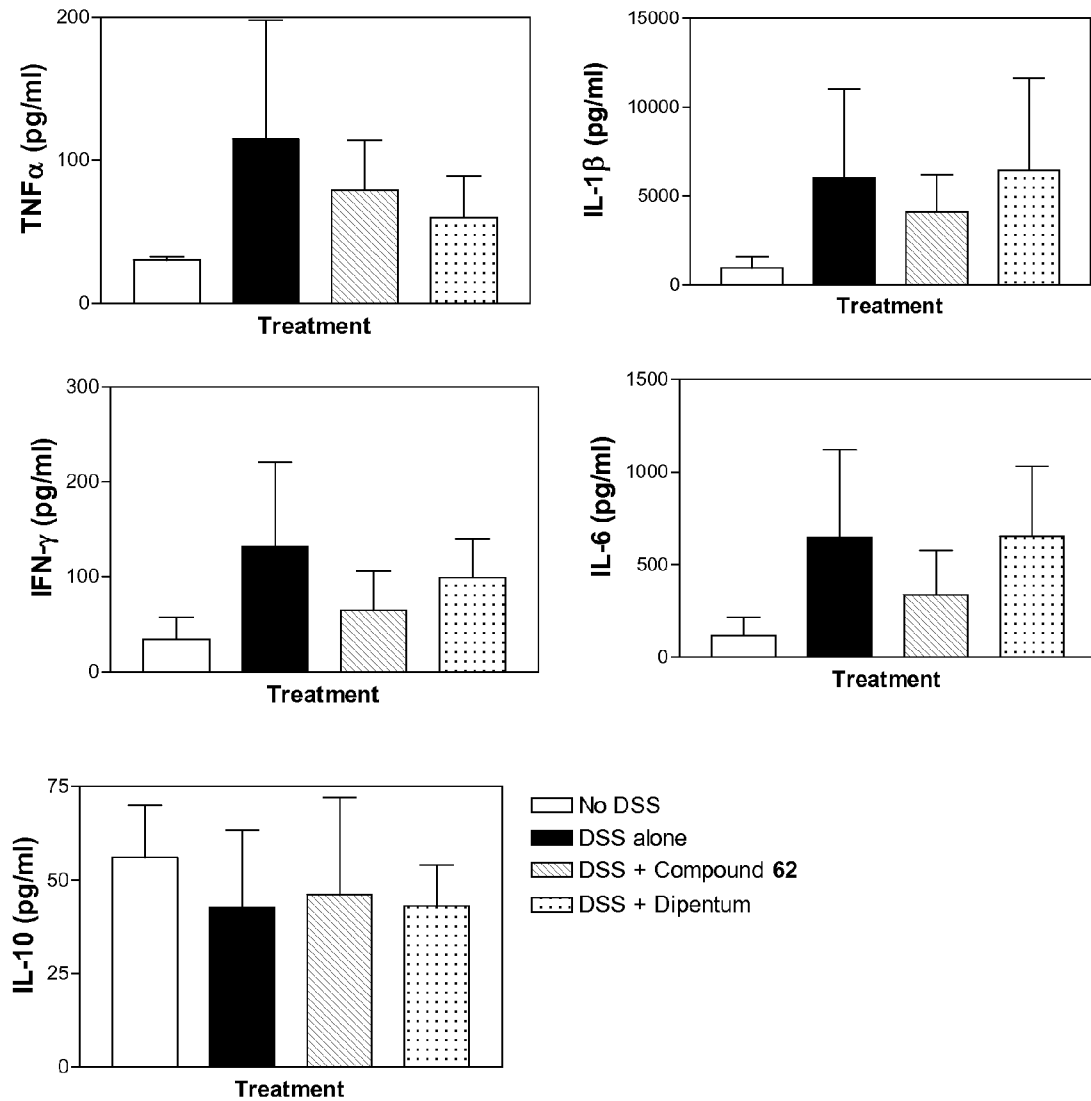 TNFα (pg/ml)
200
100
0
Treatment
IL-1β (pg/ml)
15000
10000
5000
0
Treatment
IFN-γ (pg/ml)
300
200
100
0
Treatment
IL-6 (pg/ml)
1500
1000
500
0
Treatment
IL-10 (pg/ml)
75
50
25
0
Treatment
No DSS
DSS alone
DSS + Compound 62
DSS + Dipentum